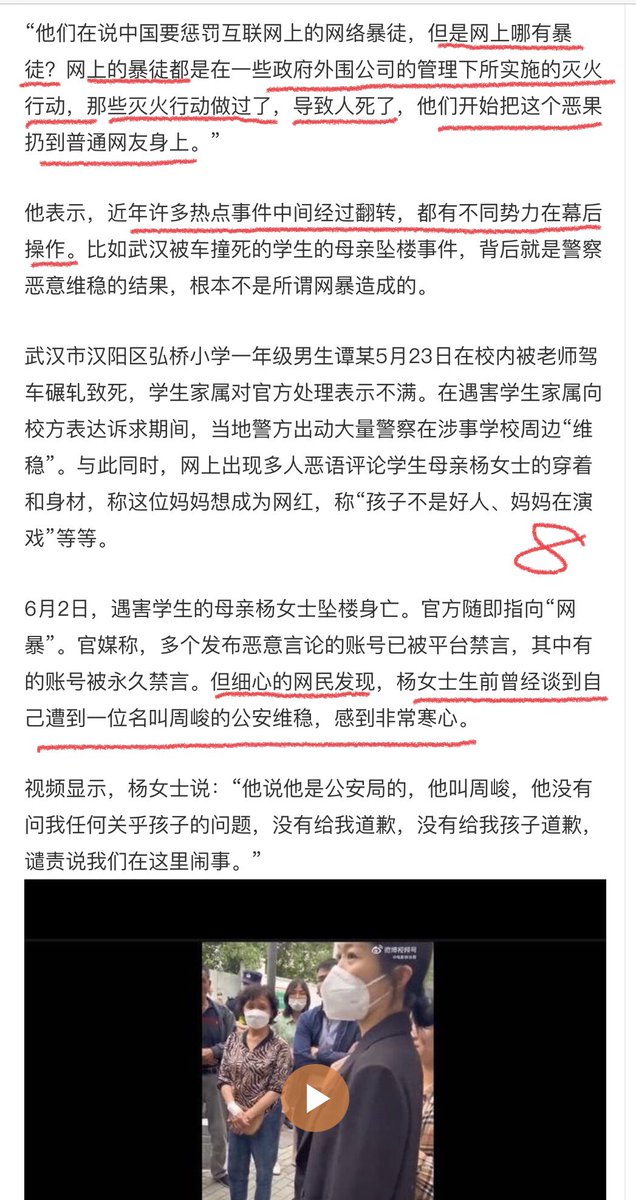 “他们在说中国要惩罚互联网上的网络暴徒，但是网上哪有暴
徒？网上的暴徒都是在一些政府外围公司的管理下所实施的灭火
行动，那些灭火行动做过了，导致人死了，他们开始把这个恶果
扔到普通网友身上。”
他表示，近年许多热点事件中间经过翻转，都有不同势力在幕后
操作。比如武汉被车撞死的学生的母亲坠楼事件，背后就是警察
恶意维稳的结果，根本不是所谓网暴造成的。
武汉市汉阳区弘桥小学一年级男生谭某5月23日在校内被老师驾
车碾轧致死，学生家属对官方处理表示不满。在遇害学生家属向
校方表达诉求期间，当地警方出动大量警察在涉事学校周边“维
稳”。与此同时，网上出现多人恶语评论学生母亲杨女士的穿着
和身材，称这位妈妈想成为网红，称“孩子不是好人、妈妈在演
戏”等等。
8
6月2日，遇害学生的母亲杨女士坠楼身亡。官方随即指向“网
暴”。官媒称，多个发布恶意言论的账号已被平台禁言，其中有
的账号被永久禁言。但细心的网民发现，杨女士生前曾经谈到自
己遭到一位名叫周峻的公安维稳，感到非常寒心。
视频显示，杨女士说：“他说他是公安局的，他叫周峻，他没有
问我任何关乎孩子的问题，没有给我道歉，没有给我孩子道歉，
谴责说我们在这里闹事。”
微博视频号